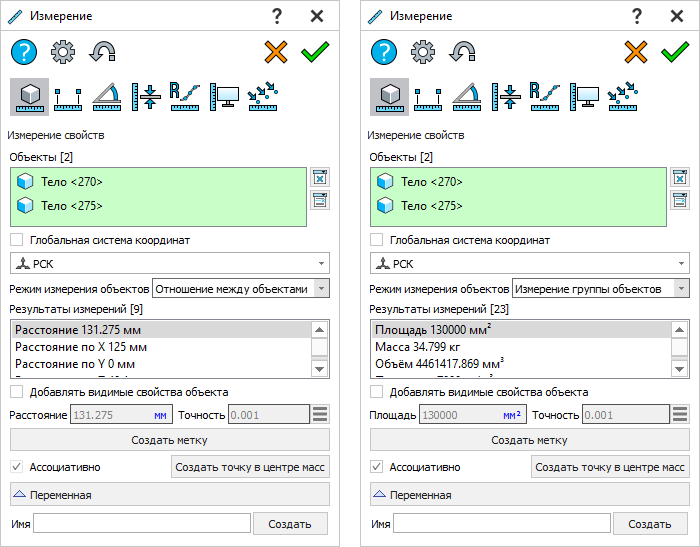 Измерение
Измерение свойств
Объекты [2]
Тело <270>
Тело <275>
Глобальная система координат
РСК
Режим измерения объектов Отношение между объектами
Результаты измерений [9]
Расстояние 131.275 мм
Расстояние по X 125 мм
Расстояние по Y 0 мм
Добавлять видимые свойства объекта
Расстояние 131.275 мм Точность 0.001
Создать метку
Ассоциативно Создать точку в центре масс
Переменная
Имя Создать
Измерение
Измерение свойств
Объекты [2]
Тело <270>
Тело <275>
Глобальная система координат
РСК
Режим измерения объектов Измерение группы объектов
Результаты измерений [23]
Площадь 130000 мм²
Масса 34.799 кг
Объём 4461417.869 мм³
Добавлять видимые свойства объекта
Площадь 130000 мм² Точность 0.001
Создать метку
Ассоциативно Создать точку в центре масс
Переменная
Имя Создать